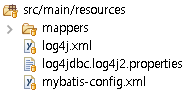 src/main/resources
mappers
log4j.xml
log4jdbc.log4j2.properties
mybatis-config.xml